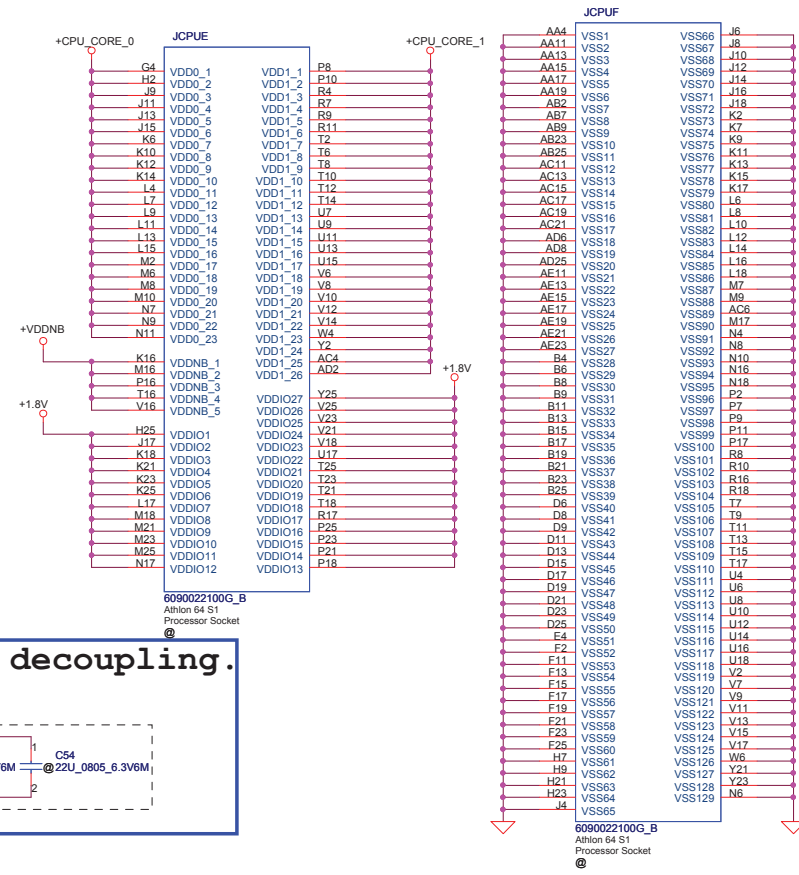 JCPUE
+CPU_CORE_0 +CPU_CORE_1
G4 VDD0_1 VDD1_1 P8
H2 VDD0_2 VDD1_2 P10
J9 VDD0_3 VDD1_3 R4
J11 VDD0_4 VDD1_4 R7
J13 VDD0_5 VDD1_5 R9
J15 VDD0_6 VDD1_6 R11
K6 VDD0_7 VDD1_7 T2
K10 VDD0_8 VDD1_8 T6
K12 VDD0_9 VDD1_9 T8
K14 VDD0_10 VDD1_10 T10
L4 VDD0_11 VDD1_11 T12
L7 VDD0_12 VDD1_12 T14
L9 VDD0_13 VDD1_13 U7
L11 VDD0_14 VDD1_14 U9
L13 VDD0_15 VDD1_15 U11
L15 VDD0_16 VDD1_16 U13
M2 VDD0_17 VDD1_17 U15
M6 VDD0_18 VDD1_18 V6
M8 VDD0_19 VDD1_19 V8
M10 VDD0_20 VDD1_20 V10
N7 VDD0_21 VDD1_21 V12
N9 VDD0_22 VDD1_22 V14
N11 VDD0_23 VDD1_23 W4
VDD1_24 Y2
+VDDNB
K16 VDDNB_1 VDD1_25 AC4
M16 VDDNB_2 VDD1_26 AD2
P16 VDDNB_3
T16 VDDNB_4
V16 VDDNB_5
+1.8V
+1.8V
VDDIO27 Y25
VDDIO26 V25
VDDIO25 V23
H25 VDDIO1 VDDIO24 V21
J17 VDDIO2 VDDIO23 V18
K18 VDDIO3 VDDIO22 U17
K21 VDDIO4 VDDIO21 T25
K23 VDDIO5 VDDIO20 T23
K25 VDDIO6 VDDIO19 T21
L17 VDDIO7 VDDIO18 T18
M18 VDDIO8 VDDIO17 R17
M21 VDDIO9 VDDIO16 P25
M23 VDDIO10 VDDIO15 P23
M25 VDDIO11 VDDIO14 P21
N17 VDDIO12 VDDIO13 P18
6090022100G_B
Athlon 64 S1
Processor Socket
@
decoupling.
6M
1
C54
@ 22U_0805_6.3V6M
2
JCPUF
AA4 VSS1 VSS66 J6
AA11 VSS2 VSS67 J8
AA13 VSS3 VSS68 J10
AA15 VSS4 VSS69 J12
AA17 VSS5 VSS70 J14
AA19 VSS6 VSS71 J16
AB2 VSS7 VSS72 J18
AB7 VSS8 VSS73 K2
AB9 VSS9 VSS74 K7
AB23 VSS10 VSS75 K9
AB25 VSS11 VSS76 K11
AC11 VSS12 VSS77 K13
AC13 VSS13 VSS78 K15
AC15 VSS14 VSS79 K17
AC17 VSS15 VSS80 L6
AC19 VSS16 VSS81 L8
AC21 VSS17 VSS82 L10
AD6 VSS18 VSS83 L12
AD8 VSS19 VSS84 L14
AD25 VSS20 VSS85 L16
AE11 VSS21 VSS86 L18
AE13 VSS22 VSS87 M7
AE15 VSS23 VSS88 M9
AE17 VSS24 VSS89 AC6
AE19 VSS25 VSS90 M17
AE21 VSS26 VSS91 N4
AE23 VSS27 VSS92 N8
B4 VSS28 VSS93 N10
B6 VSS29 VSS94 N16
B8 VSS30 VSS95 N18
B9 VSS31 VSS96 P2
B11 VSS32 VSS97 P7
B13 VSS33 VSS98 P9
B15 VSS34 VSS99 P11
B17 VSS35 VSS100 P17
B19 VSS36 VSS101 R8
B21 VSS37 VSS102 R10
B23 VSS38 VSS103 R16
B25 VSS39 VSS104 R18
D6 VSS40 VSS105 T7
D8 VSS41 VSS106 T9
D9 VSS42 VSS107 T11
D11 VSS43 VSS108 T13
D13 VSS44 VSS109 T15
D15 VSS45 VSS110 T17
D17 VSS46 VSS111 U4
D19 VSS47 VSS112 U6
D21 VSS48 VSS113 U8
D23 VSS49 VSS114 U10
D25 VSS50 VSS115 U12
E4 VSS51 VSS116 U14
F2 VSS52 VSS117 U16
F11 VSS53 VSS118 U18
F13 VSS54 VSS119 V2
F15 VSS55 VSS120 V7
F17 VSS56 VSS121 V9
F19 VSS57 VSS122 V11
F21 VSS58 VSS123 V13
F23 VSS59 VSS124 V15
F25 VSS60 VSS125 V17
H7 VSS61 VSS126 W6
H9 VSS62 VSS127 Y21
H21 VSS63 VSS128 Y23
H23 VSS64 VSS129 N6
J4 VSS65
6090022100G_B
Athlon 64 S1
Processor Socket
@